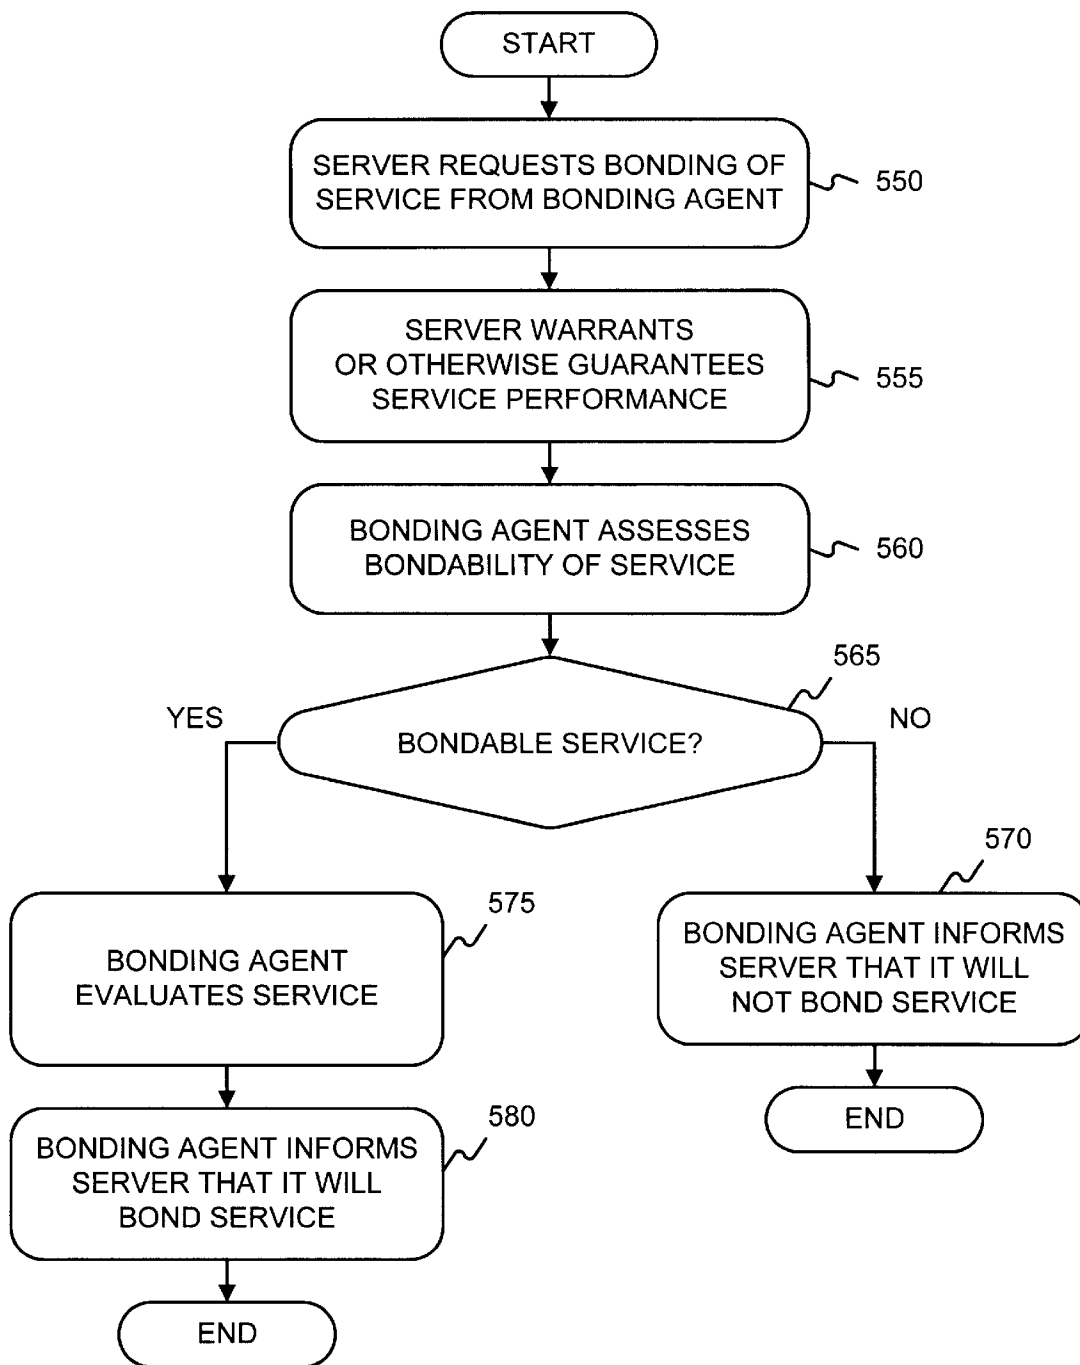 START
SERVER REQUESTS BONDING OF
SERVICE FROM BONDING AGENT
550
SERVER WARRANTS
OR OTHERWISE GUARANTEES
SERVICE PERFORMANCE
555
BONDING AGENT ASSESSES
BONDABILITY OF SERVICE
560
565
YES
BONDABLE SERVICE?
NO
575
BONDING AGENT
EVALUATES SERVICE
570
BONDING AGENT INFORMS
SERVER THAT IT WILL
NOT BOND SERVICE
END
580
BONDING AGENT INFORMS
SERVER THAT IT WILL
BOND SERVICE
END